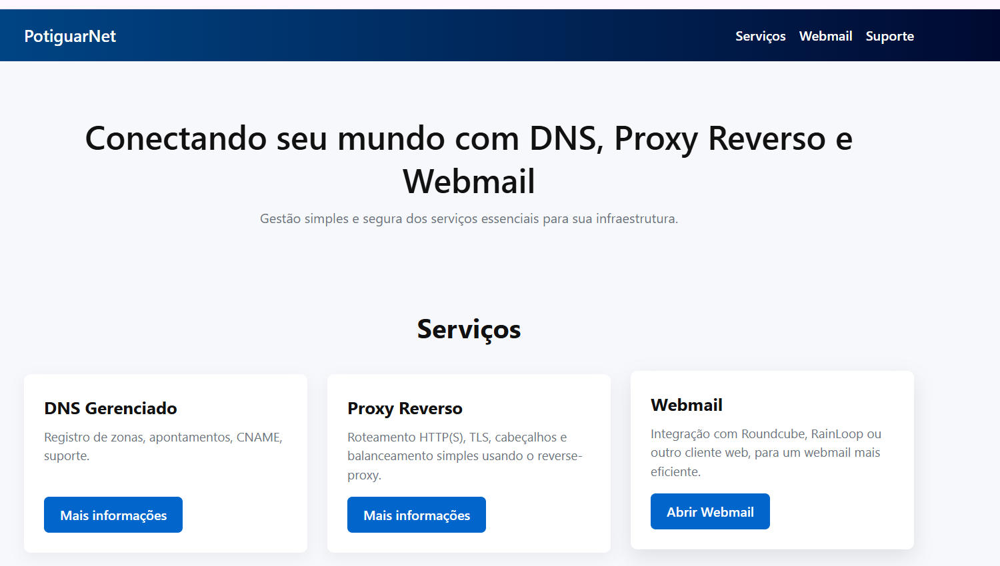 PotiguarNet
Serviços Webmail Suporte
Conectando seu mundo com DNS, Proxy Reverso e
Webmail
Gestão simples e segura dos serviços essenciais para sua infraestrutura.
Serviços
DNS Gerenciado
Registro de zonas, apontamentos, CNAME,
suporte.
Mais informações
Proxy Reverso
Roteamento HTTP(S), TLS, cabeçalhos e
balanceamento simples usando o reverse-
proxy.
Mais informações
Webmail
Integração com Roundcube, RainLoop ou
outro cliente web, para um webmail mais
eficiente.
Abrir Webmail